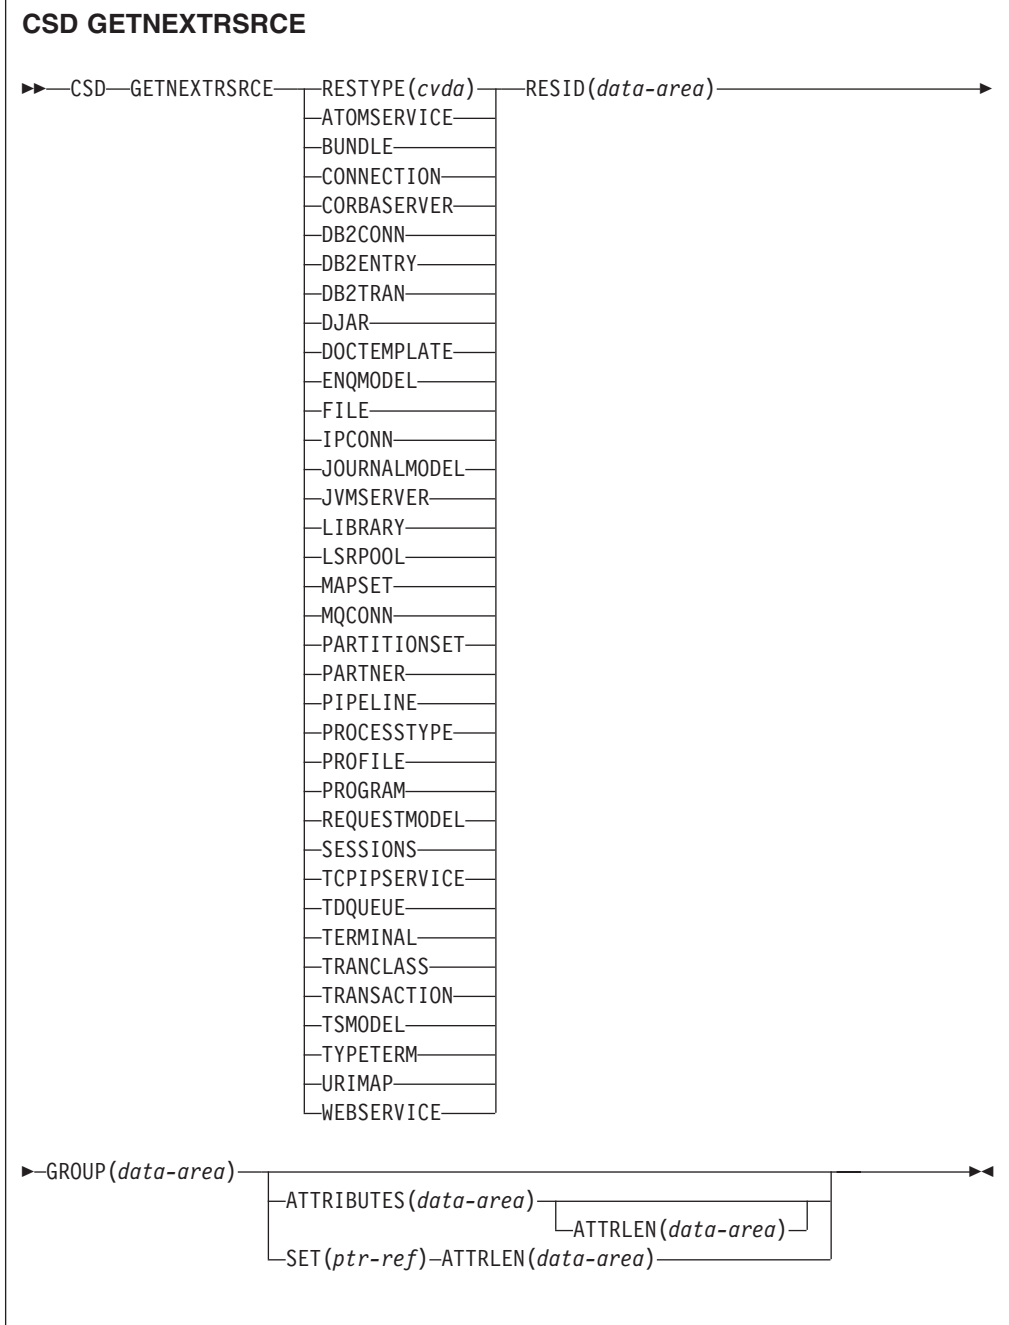 CSD GETNEXTRSRCE
CSD GETNEXTRSRCE RESTYPE(cvda) RESID(data-area)
ATOMSERVICE
BUNDLE
CONNECTION
CORBASERVER
DB2CONN
DB2ENTRY
DB2TRAN
DJAR
DOCTEMPLATE
ENQMODEL
FILE
IPCONN
JOURNALMODEL
JVMSERVER
LIBRARY
LSRPOOL
MAPSET
MQCONN
PARTITIONSET
PARTNER
PIPELINE
PROCESSTYPE
PROFILE
PROGRAM
REQUESTMODEL
SESSIONS
TCPIPSERVICE
TDQUEUE
TERMINAL
TRANCLASS
TRANSACTION
TSMODEL
TYPETERM
URIMAP
WEBSERVICE
GROUP(data-area)
ATTRIBUTES(data-area)
ATTRLEN(data-area)
SET(ptr-ref) ATTRLEN(data-area)